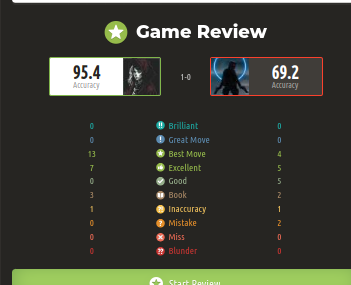 Game Review
95.4
Accuracy
1-0
69.2
Accuracy
0 !! Brilliant 0
0 ! Great Move 0
13 Best Move 4
7 Excellent 5
0 Good 5
3 Book 2
1 Inaccuracy 1
0 ? Mistake 2
0 Miss 0
0 ?? Blunder 0
Start Review